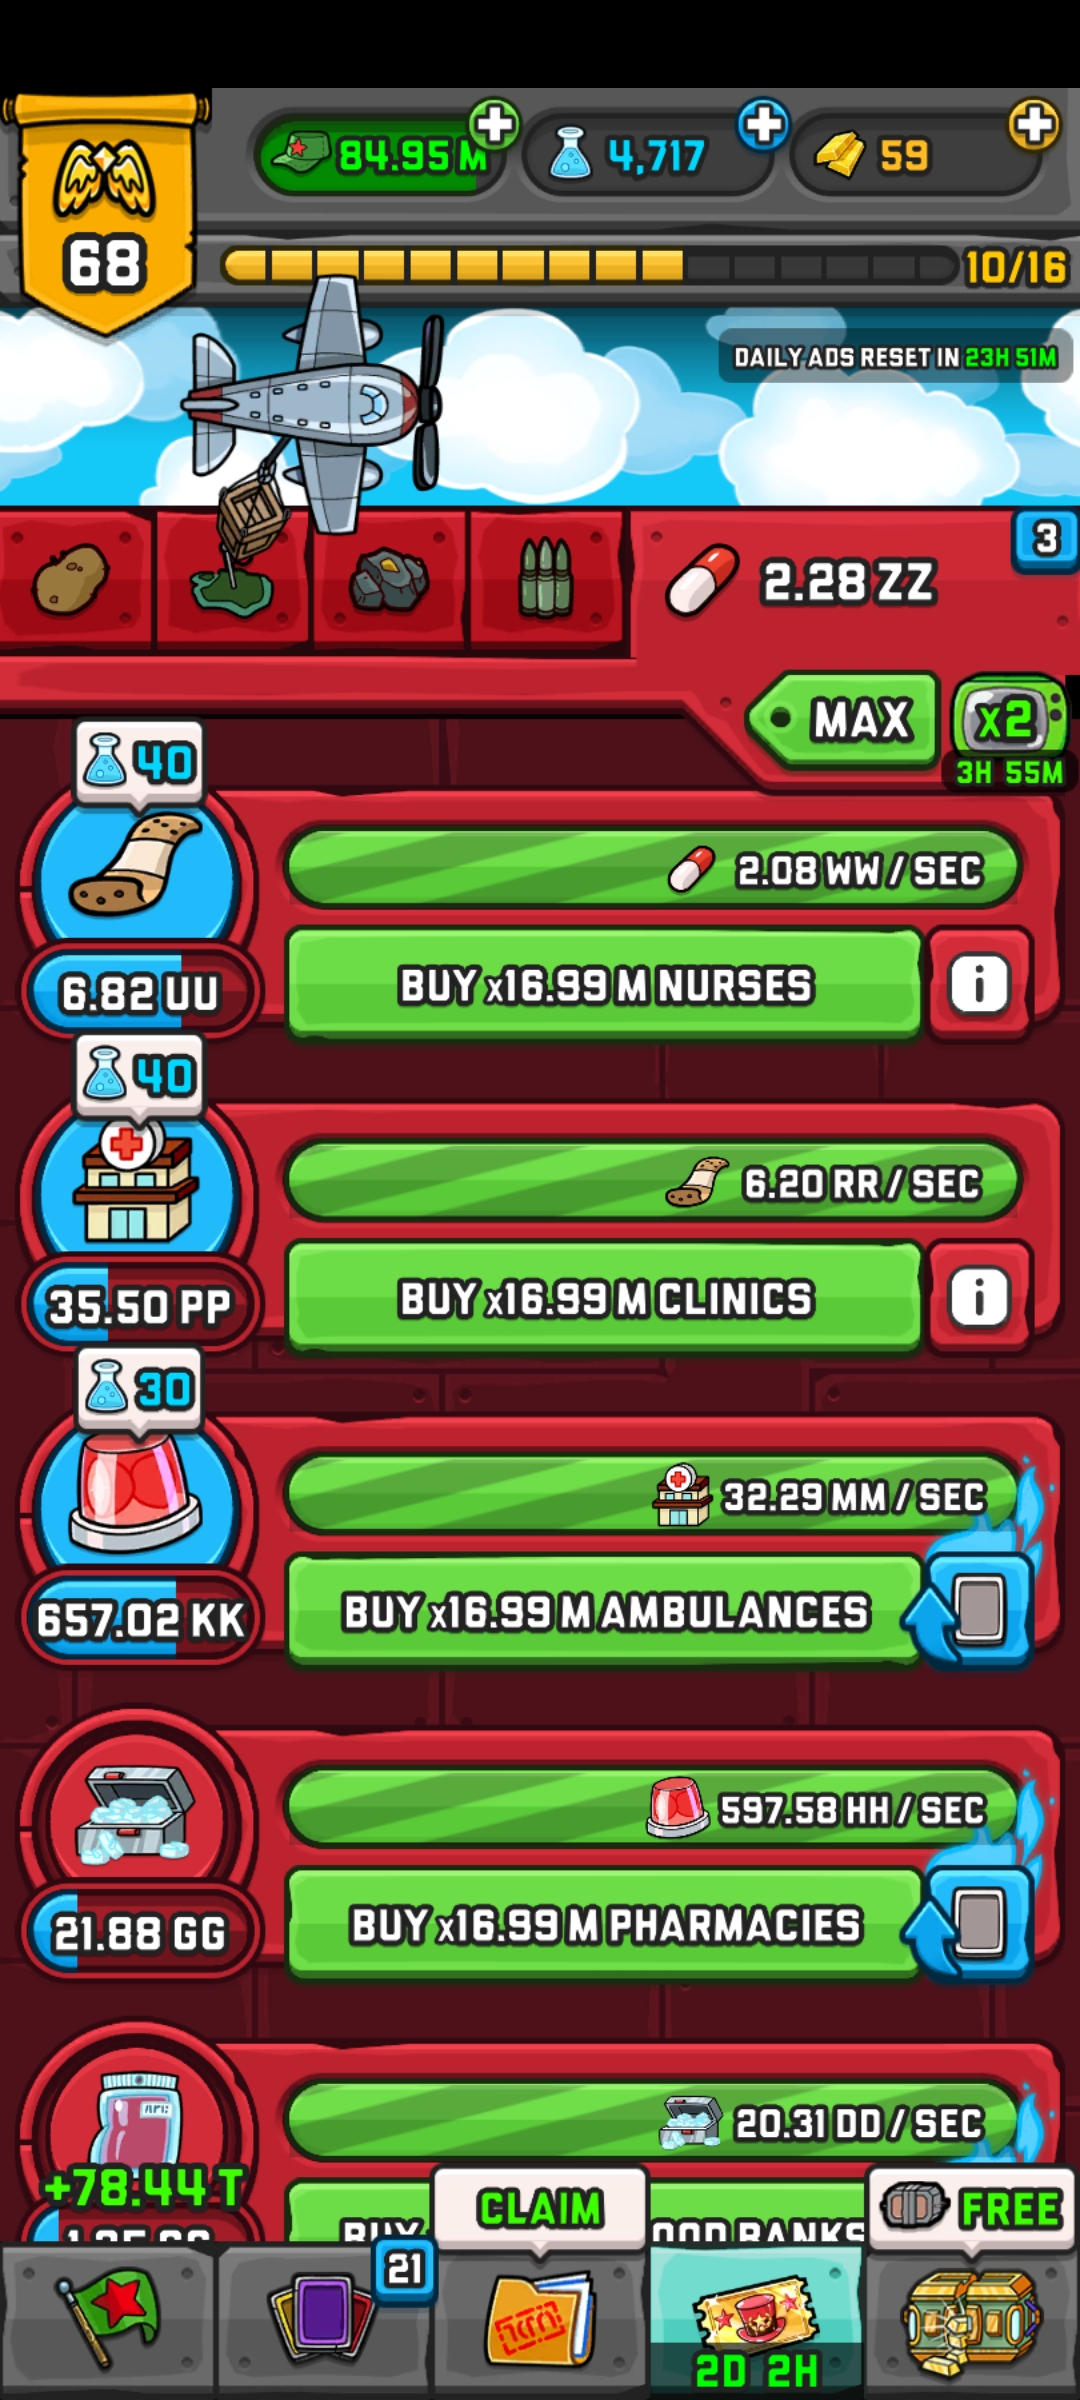 84.95 M
4,717
59
68
10/16
DAILY ADS RESET IN 23H 51M
3
2.28 ZZ
MAX
x2
3H 55M
40
2.08 WW / SEC
BUY x16.99 M NURSES
i
6.82 UU
40
6.20 RR / SEC
BUY x16.99 M CLINICS
i
35.50 PP
30
32.29 MM / SEC
BUY x16.99 M AMBULANCES
657.02 KK
597.58 HH / SEC
BUY x16.99 M PHARMACIES
21.88 GG
20.31 DD / SEC
+78.44 T
CLAIM
FREE
BUY
BANKS
21
2D 2H